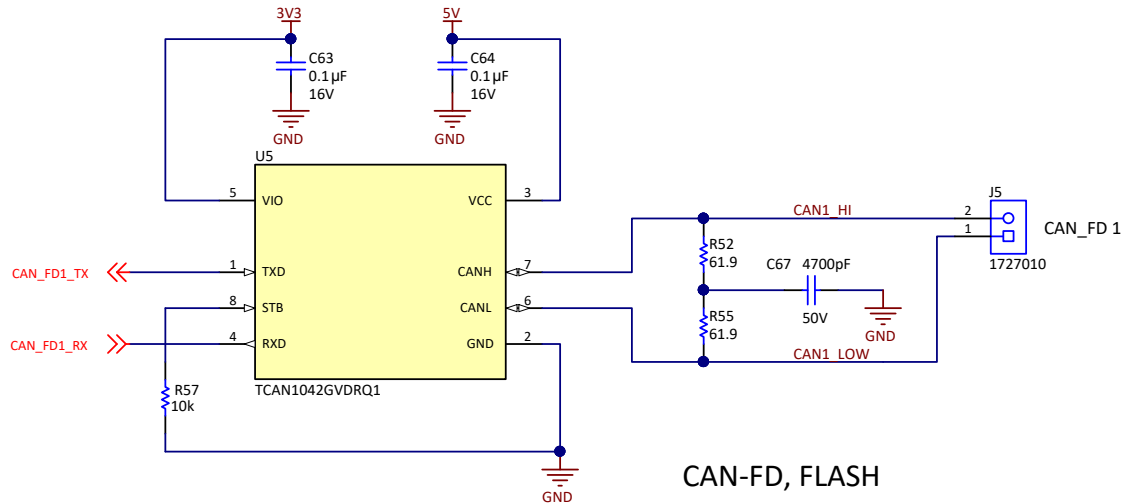 3V3
5V
C63
0.1µF
16V
C64
0.1µF
16V
GND
GND
U5
5 VIO
VCC 3
CAN_FD1_TX
1 TXD
CANH 7
8 STB
CANL 6
CAN_FD1_RX
4 RXD
GND 2
TCAN1042GVDRQ1
R57
10k
GND
CAN1_HI
R52
61.9
C67 4700pF
50V
GND
R55
61.9
CAN1_LOW
J5
2
1
1727010
CAN_FD 1
CAN-FD, FLASH